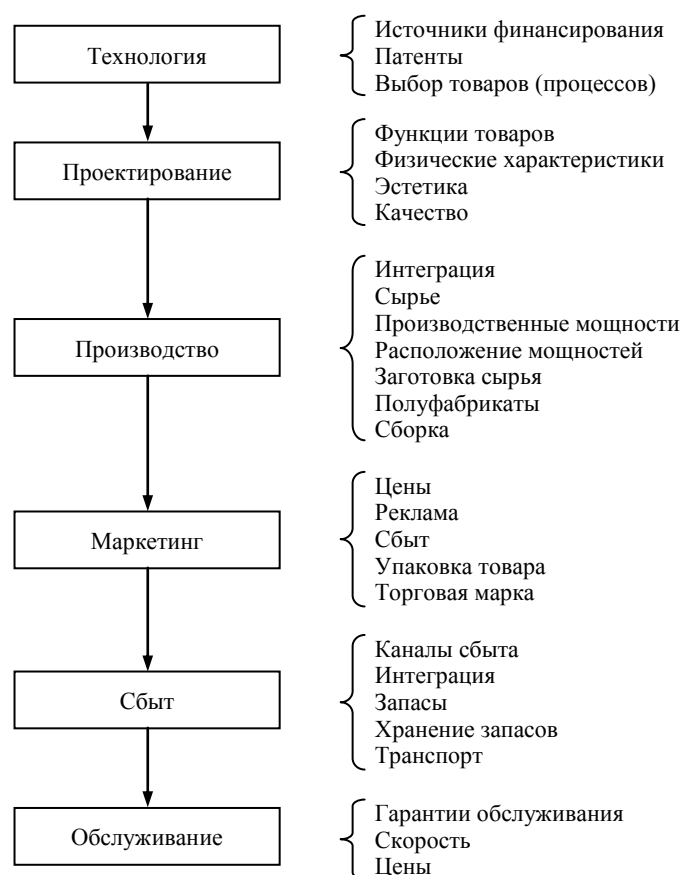 Технология
Источники финансирования
Патенты
Выбор товаров (процессов)
Проектирование
Функции товаров
Физические характеристики
Эстетика
Качество
Производство
Интеграция
Сырье
Производственные мощности
Расположение мощностей
Заготовка сырья
Полуфабрикаты
Сборка
Маркетинг
Цены
Реклама
Сбыт
Упаковка товара
Торговая марка
Сбыт
Каналы сбыта
Интеграция
Запасы
Хранение запасов
Транспорт
Обслуживание
Гарантии обслуживания
Скорость
Цены